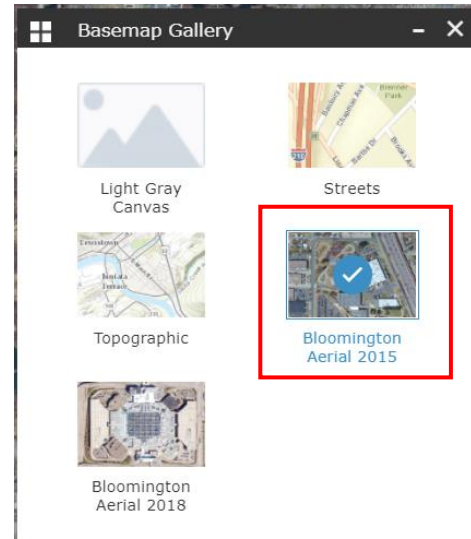 Basemap Gallery
Light Gray
Canvas
Streets
Topographic
Bloomington
Aerial 2015
Bloomington
Aerial 2018